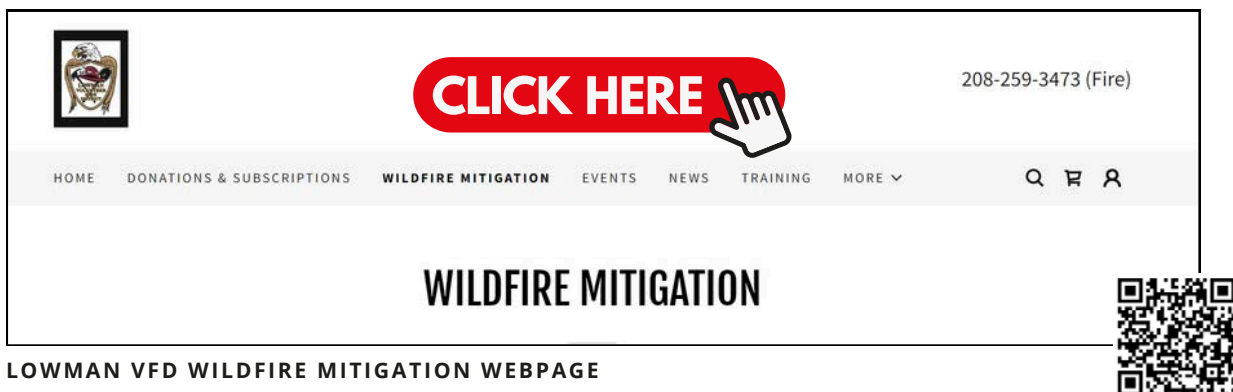 CLICK HERE
208-259-3473 (Fire)
HOME DONATIONS & SUBSCRIPTIONS WILDFIRE MITIGATION EVENTS NEWS TRAINING MORE
WILDFIRE MITIGATION
LOWMAN VFD WILDFIRE MITIGATION WEBPAGE